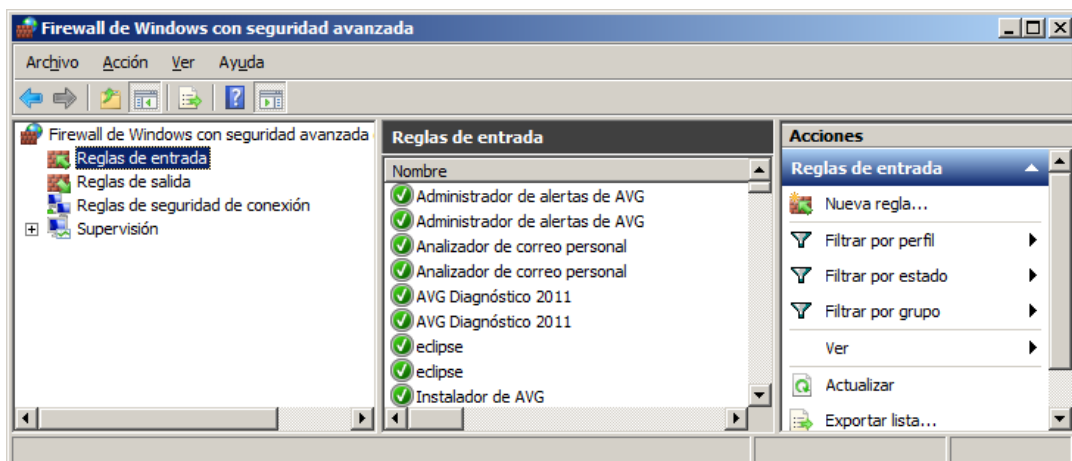 Firewall de Windows con seguridad avanzada
Archivo Acción Ver Ayuda
Firewall de Windows con seguridad avanzada
Reglas de entrada
Reglas de salida
Reglas de seguridad de conexión
Supervisión
Reglas de entrada
Nombre
Administrador de alertas de AVG
Administrador de alertas de AVG
Analizador de correo personal
Analizador de correo personal
AVG Diagnóstico 2011
AVG Diagnóstico 2011
eclipse
eclipse
Instalador de AVG
Acciones
Reglas de entrada
Nueva regla...
Filtrar por perfil
Filtrar por estado
Filtrar por grupo
Ver
Actualizar
Exportar lista...